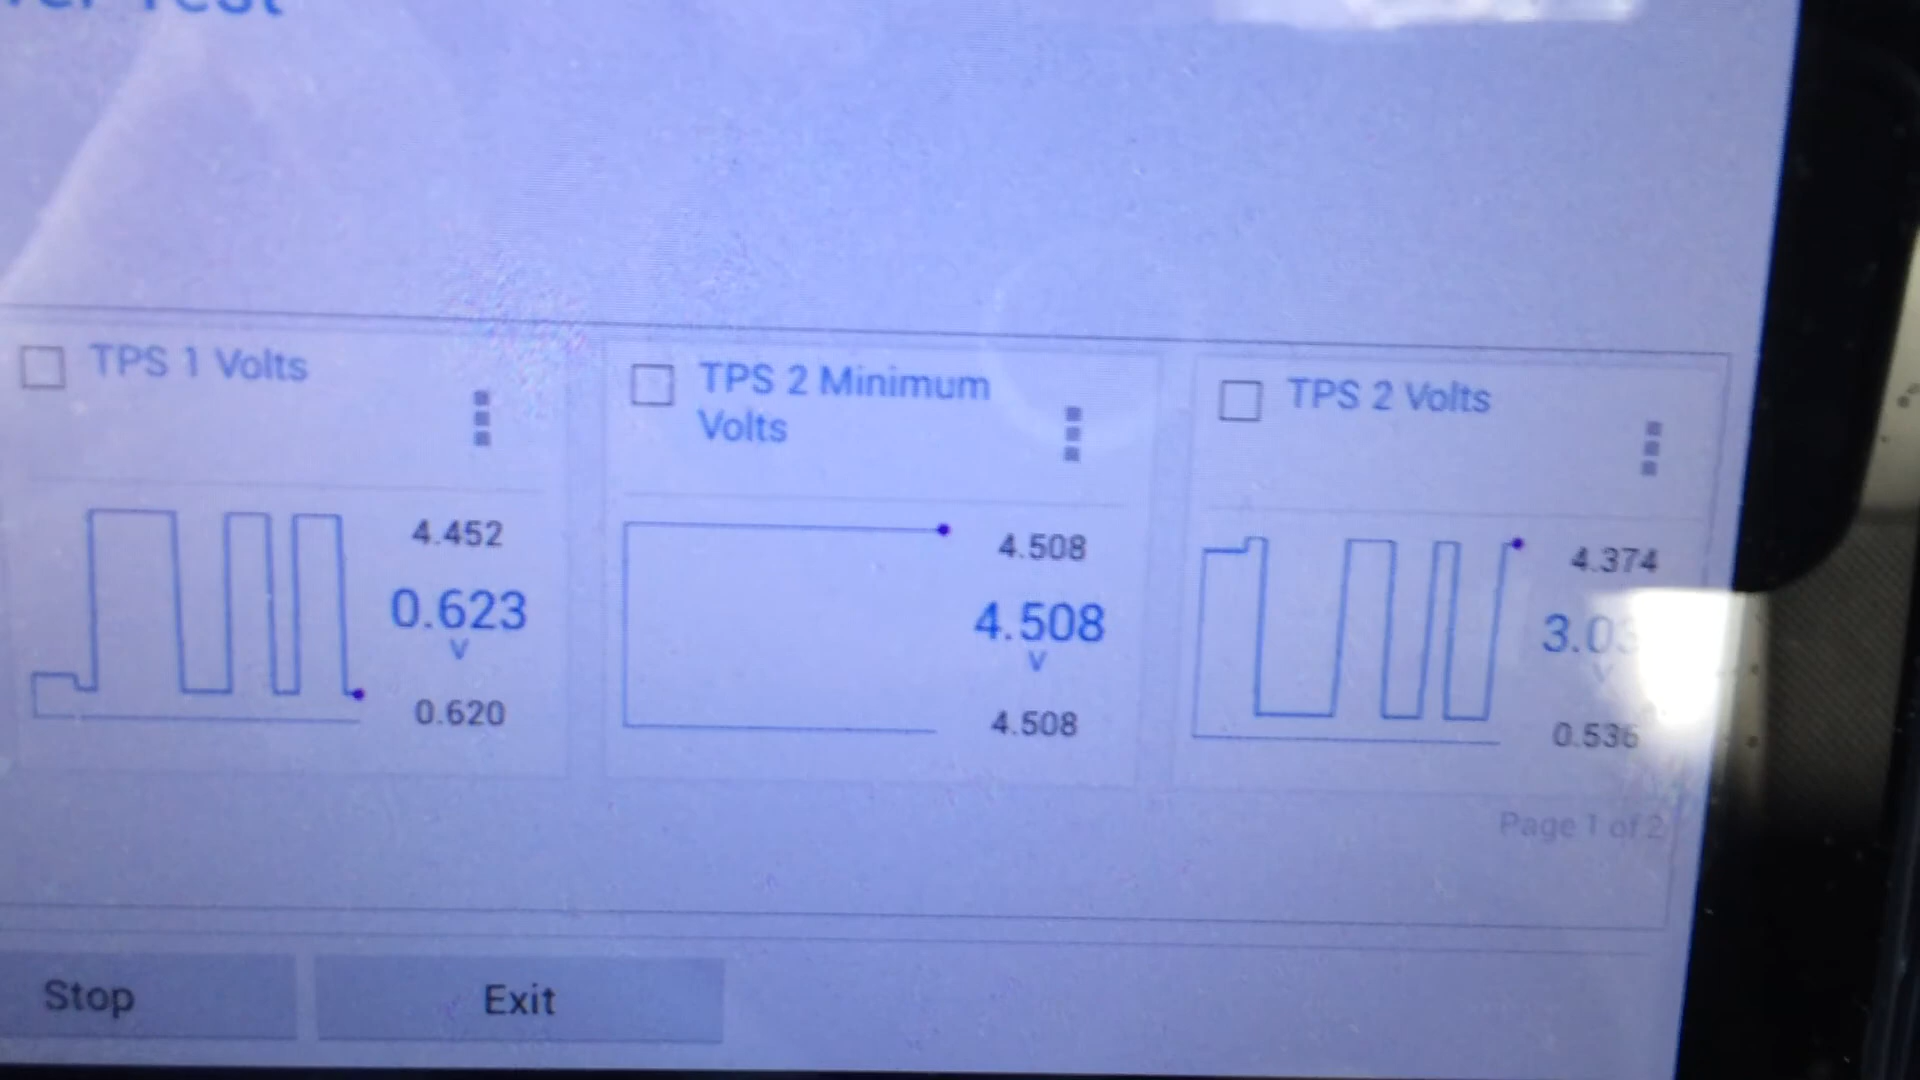 Test
TPS 1 Volts
4.452
0.623
V
0.620
TPS 2 Minimum
Volts
4.508
4.508
V
4.508
TPS 2 Volts
4.374
0.536
Page 1 of 2
Stop
Exit